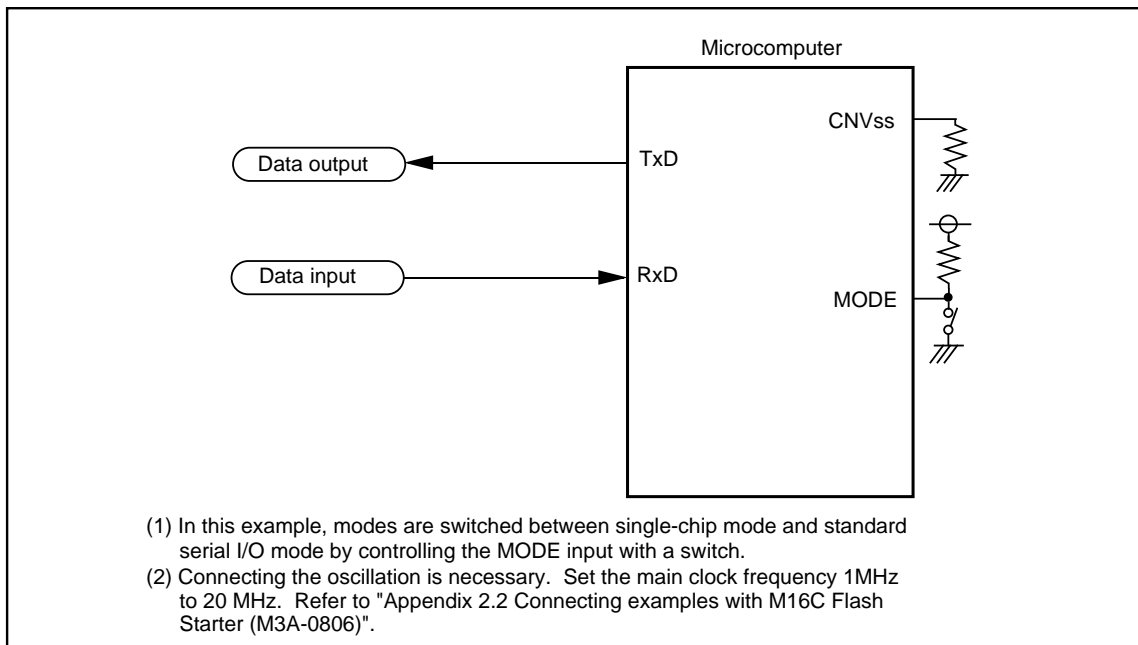 Microcomputer
CNVss
Data output
TxD
Data input
RxD
MODE
(1) In this example, modes are switched between single-chip mode and standard
serial I/O mode by controlling the MODE input with a switch.
(2) Connecting the oscillation is necessary.  Set the main clock frequency 1MHz
to 20 MHz.  Refer to "Appendix 2.2 Connecting examples with M16C Flash
Starter (M3A-0806)".